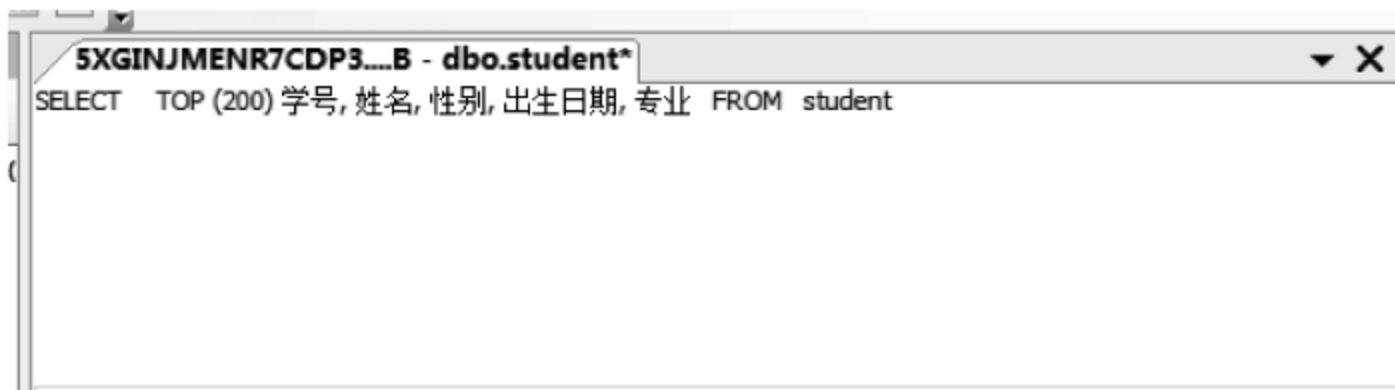 5XGINJMENR7CDP3....B - dbo.student*
SELECT TOP (200) 学号, 姓名, 性别, 出生日期, 专业 FROM student